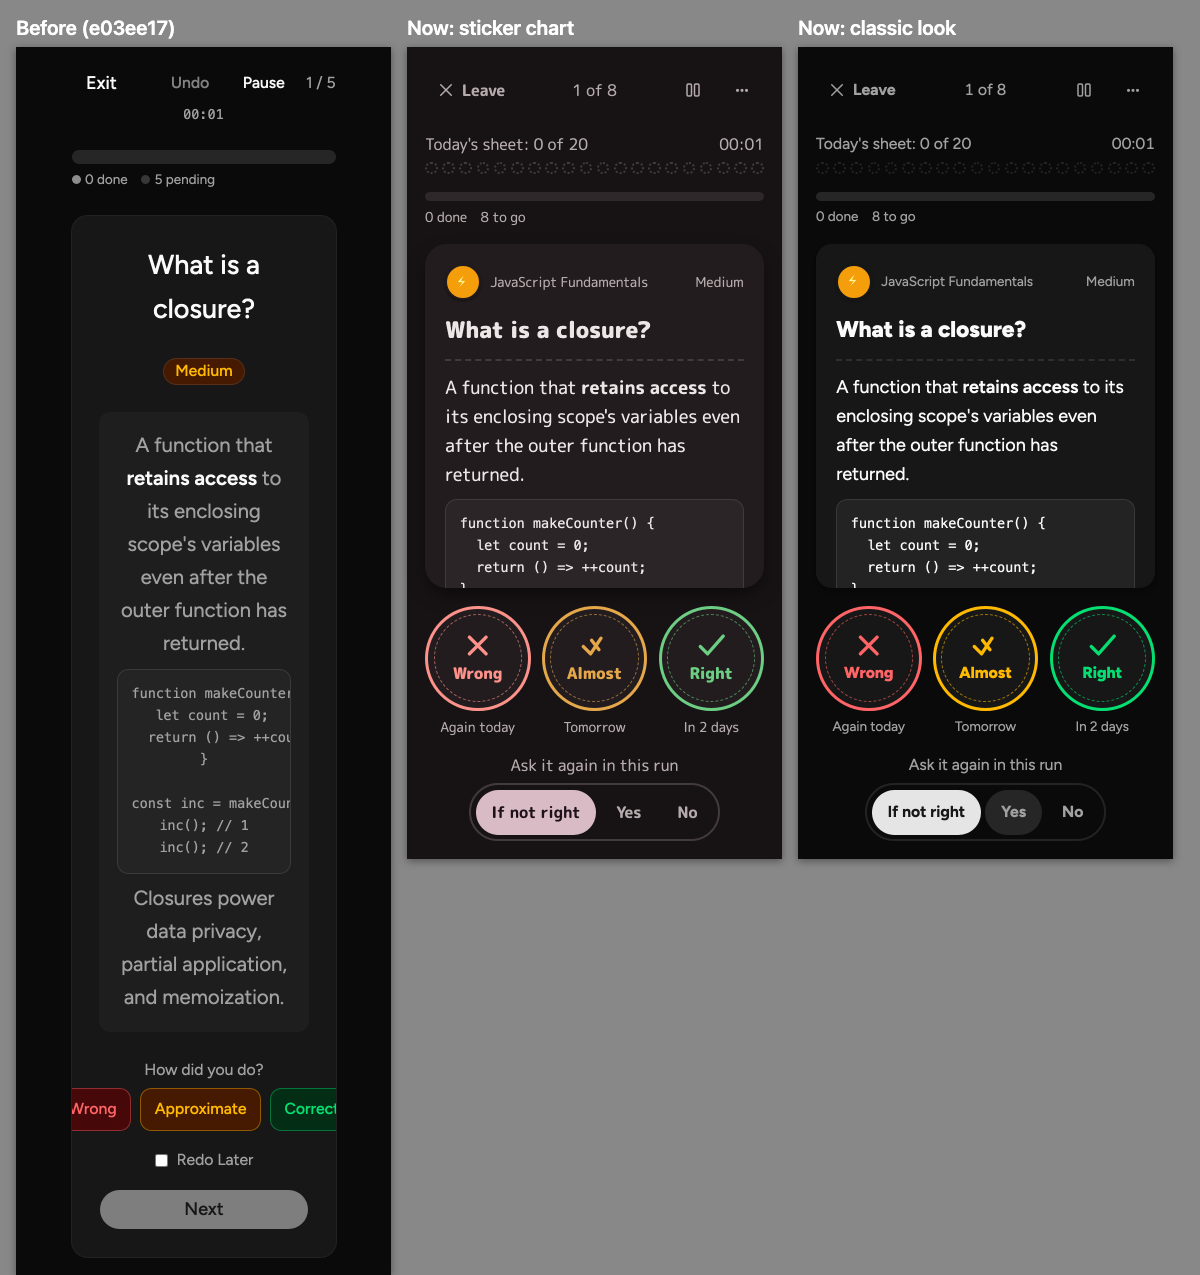 Before (e03ee17)
Exit Undo Pause 1 / 5
00:01
0 done 5 pending
What is a
closure?
Medium
A function that
retains access to
its enclosing
scope's variables
even after the
outer function has
returned.
function makeCounter
let count = 0;
return () => ++cou
}
const inc = makeCoun
inc(); // 1
inc(); // 2
Closures power
data privacy,
partial application,
and memoization.
How did you do?
Wrong Approximate Correct
Redo Later
Next
Now: sticker chart
Leave 1 of 8
Today's sheet: 0 of 20 00:01
0 done 8 to go
JavaScript Fundamentals Medium
What is a closure?
A function that retains access to
its enclosing scope's variables even
after the outer function has
returned.
function makeCounter() {
let count = 0;
return () => ++count;
}
Wrong Almost Right
Again today Tomorrow In 2 days
Ask it again in this run
If not right Yes No
Now: classic look
Leave 1 of 8
Today's sheet: 0 of 20 00:01
0 done 8 to go
JavaScript Fundamentals Medium
What is a closure?
A function that retains access to its
enclosing scope's variables even
after the outer function has
returned.
function makeCounter() {
let count = 0;
return () => ++count;
}
Wrong Almost Right
Again today Tomorrow In 2 days
Ask it again in this run
If not right Yes No